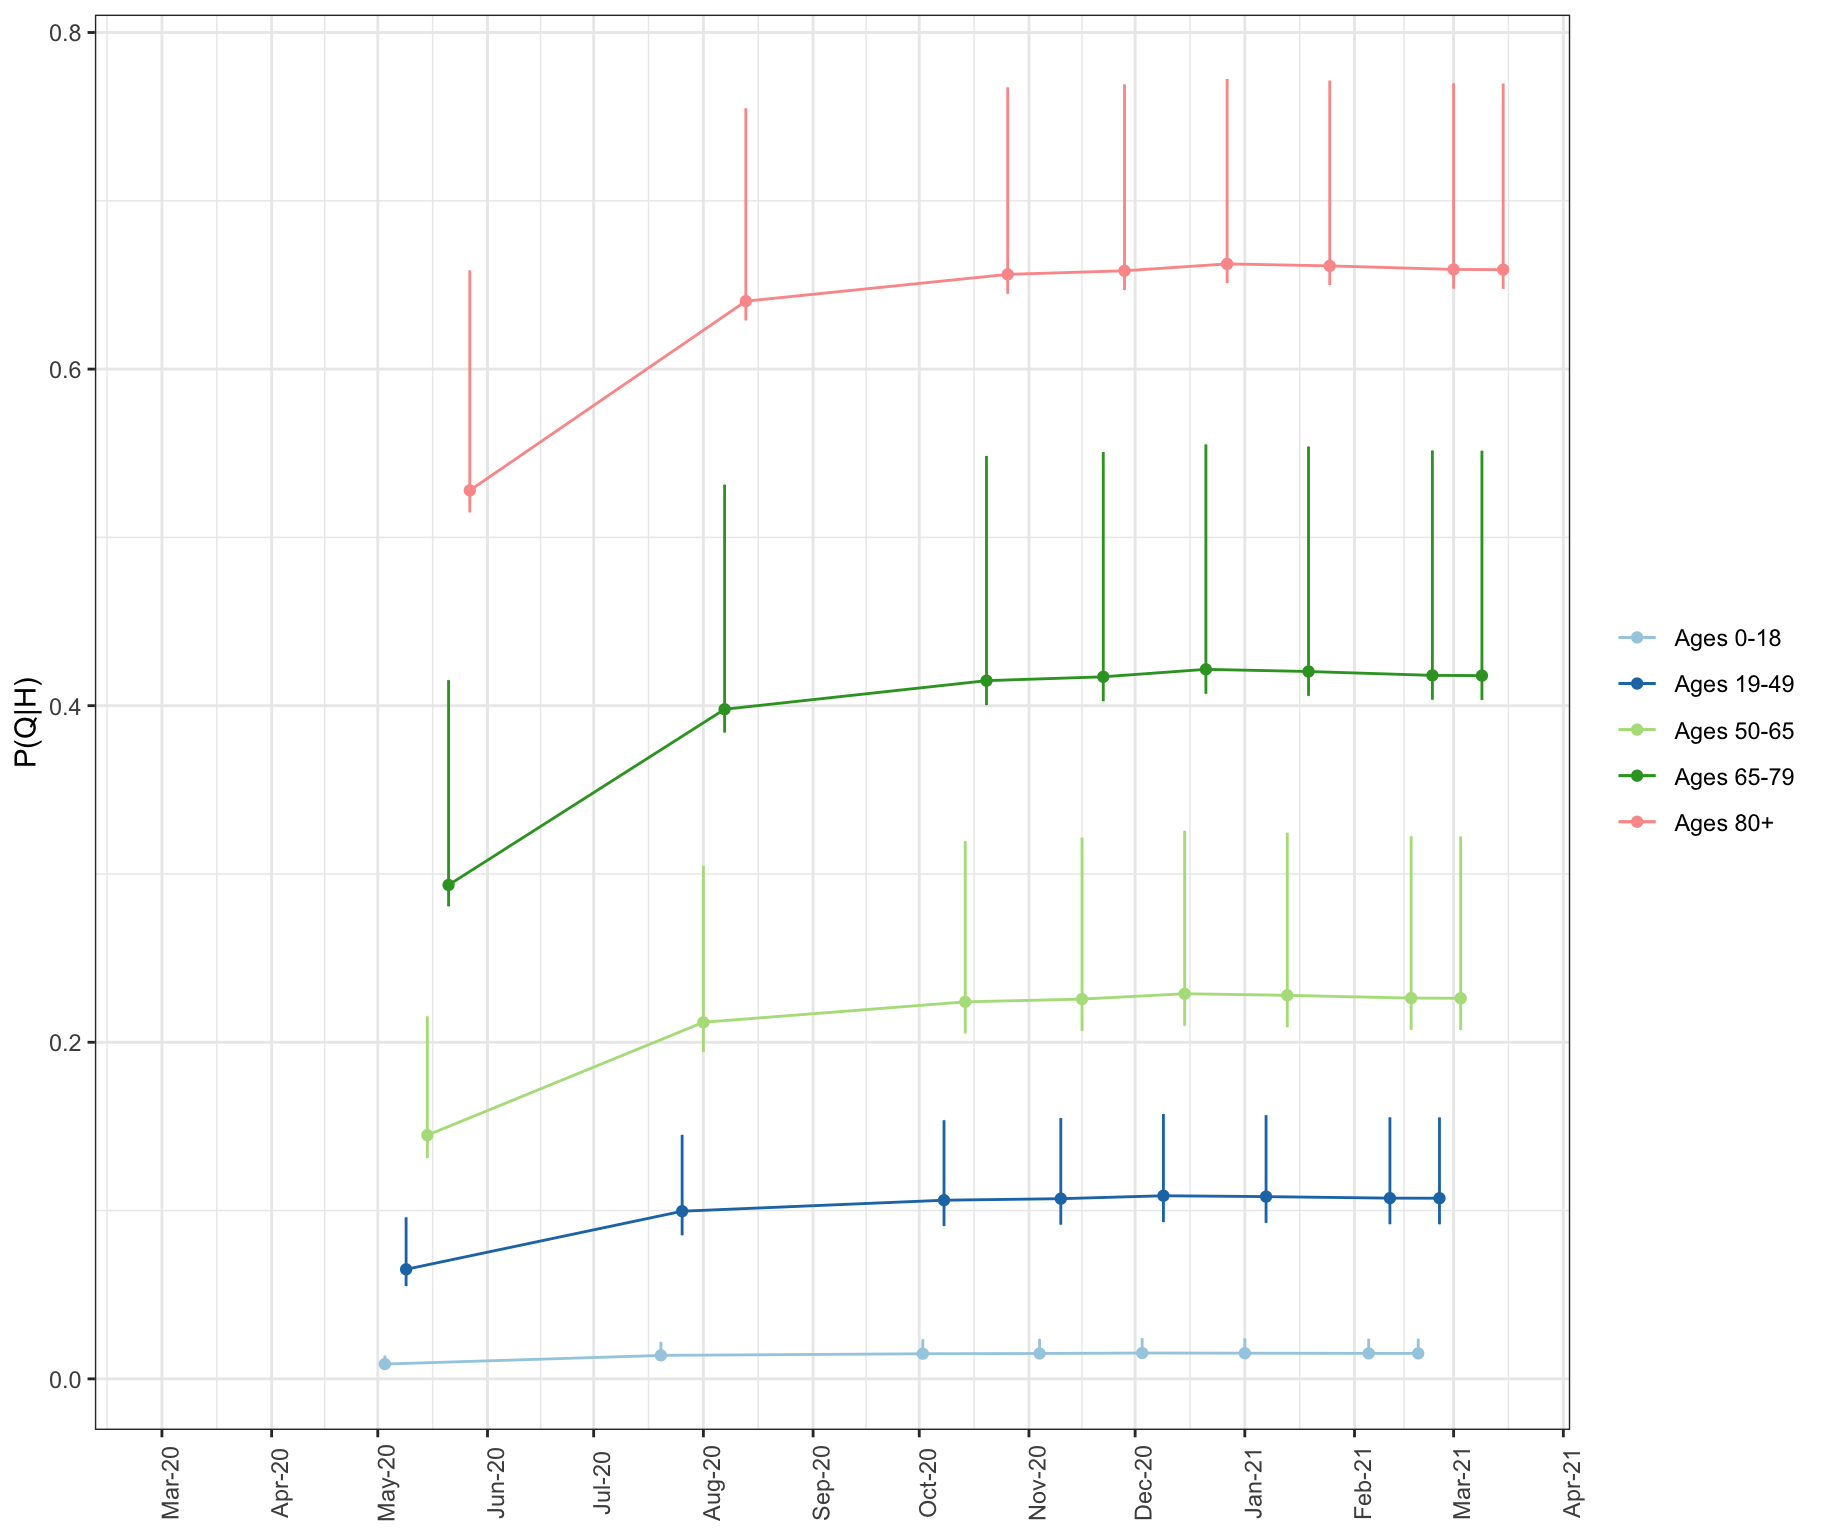 P(Q|H)
0.8
0.6
0.4
0.2
0.0
Mar-20
Apr-20
May-20
Jun-20
Jul-20
Aug-20
Sep-20
Oct-20
Nov-20
Dec-20
Jan-21
Feb-21
Mar-21
Apr-21
Ages 0-18
Ages 19-49
Ages 50-65
Ages 65-79
Ages 80+